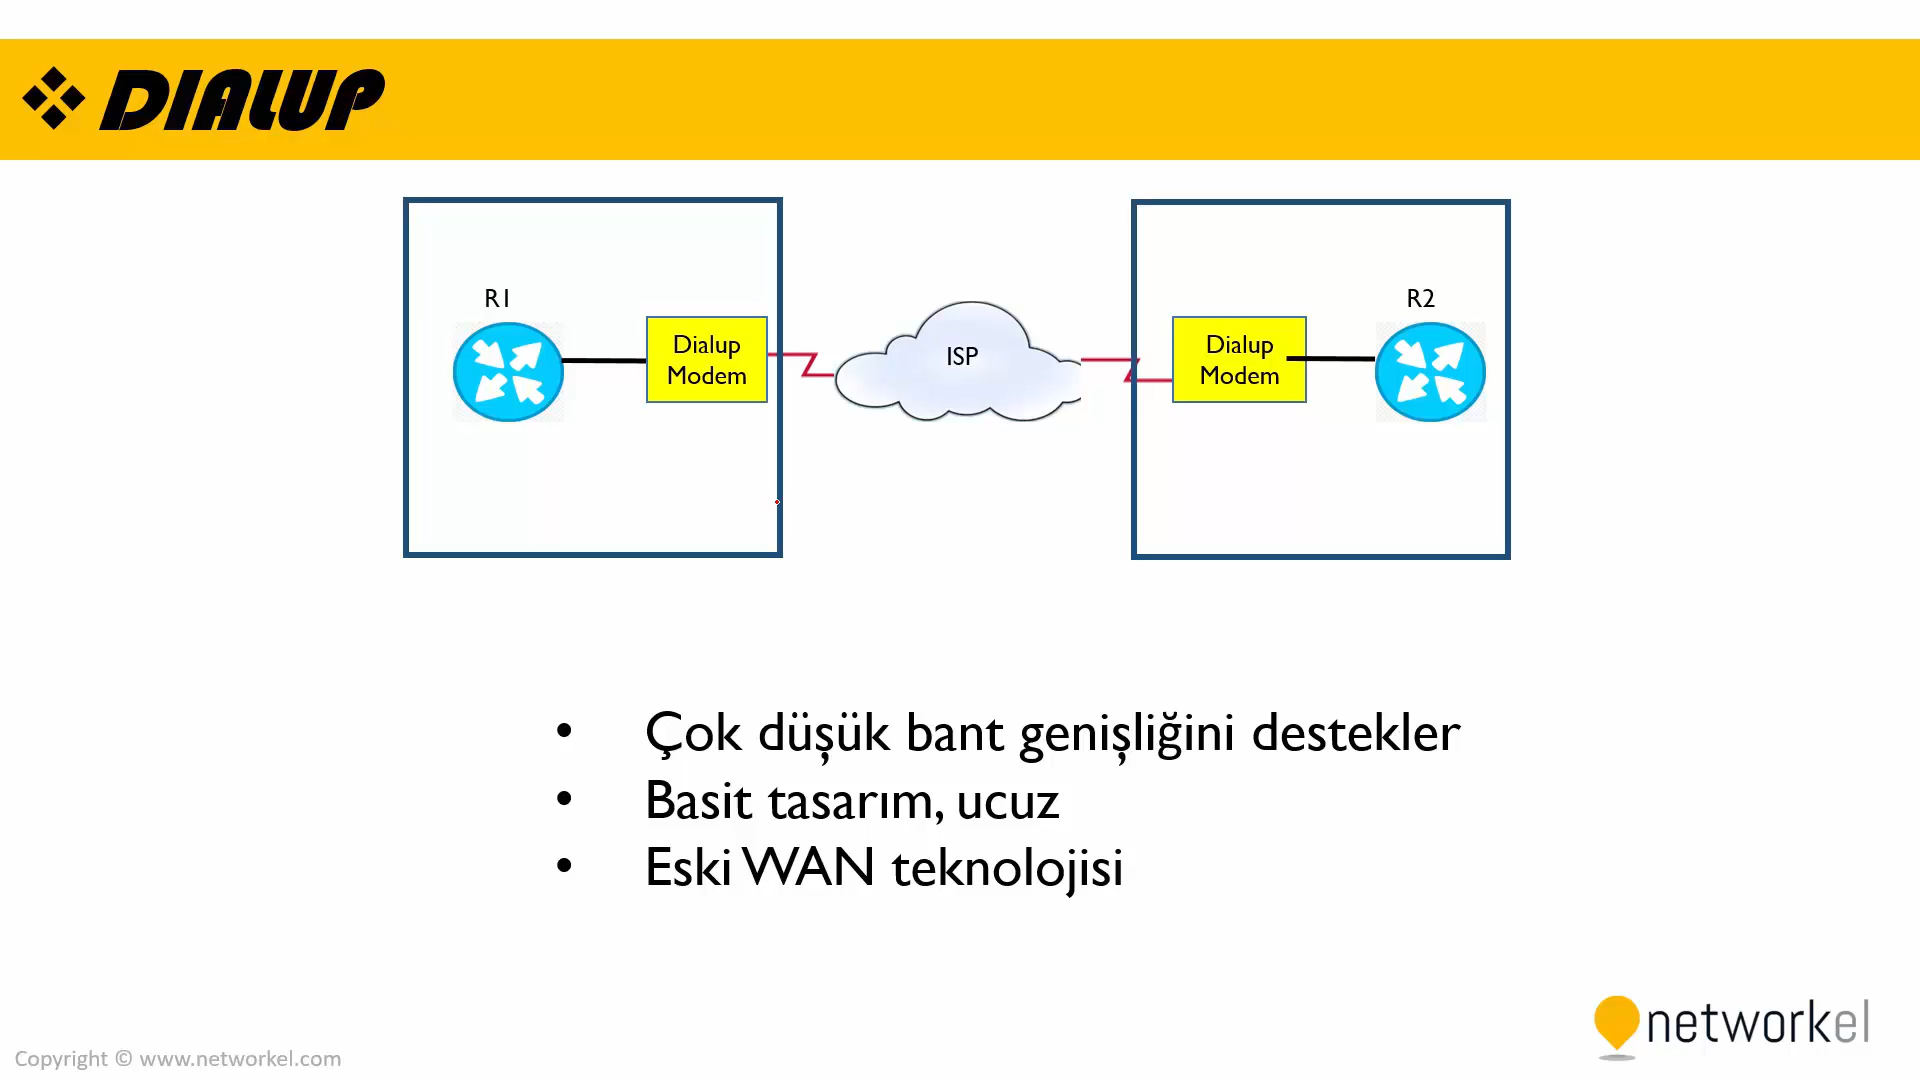 ❖ DIALUP
R1
Dialup
Modem
ISP
Dialup
Modem
R2
• Çok düşük bant genişliğini destekler
• Basit tasarım, ucuz
• Eski WAN teknolojisi
networkel
Copyright © www.networkel.com